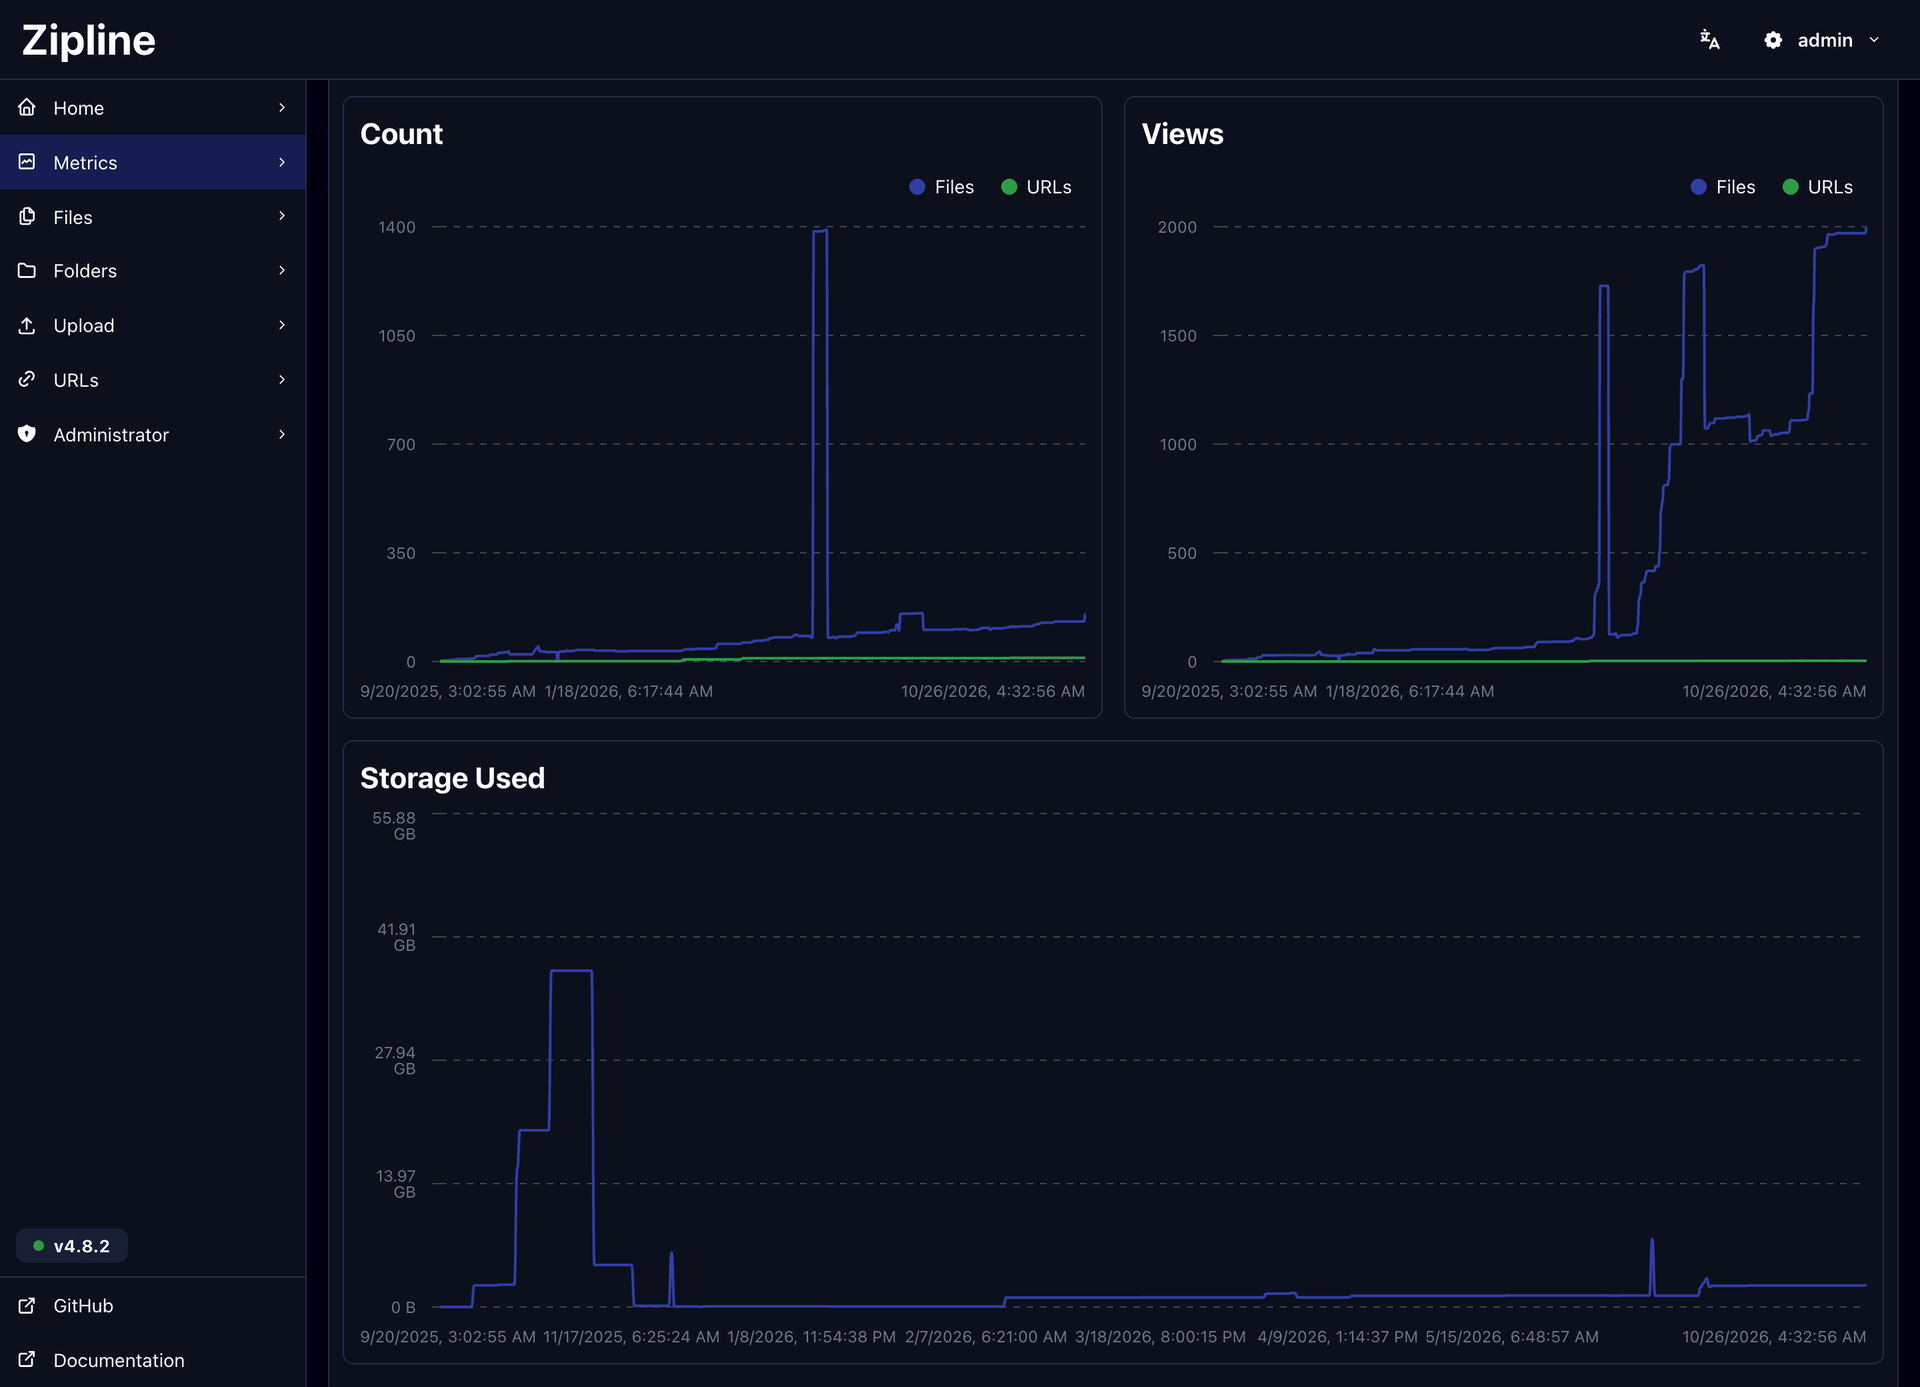 Zipline
admin
Home
Metrics
Files
Folders
Upload
URLs
Administrator
v4.8.2
GitHub
Documentation
Count
Files URLs
1400
1050
700
350
0
9/20/2025, 3:02:55 AM 1/18/2026, 6:17:44 AM 10/26/2026, 4:32:56 AM
Views
Files URLs
2000
1500
1000
500
0
9/20/2025, 3:02:55 AM 1/18/2026, 6:17:44 AM 10/26/2026, 4:32:56 AM
Storage Used
55.88
GB
41.91
GB
27.94
GB
13.97
GB
0 B
9/20/2025, 3:02:55 AM 11/17/2025, 6:25:24 AM 1/8/2026, 11:54:38 PM 2/7/2026, 6:21:00 AM 3/18/2026, 8:00:15 PM 4/9/2026, 1:14:37 PM 5/15/2026, 6:48:57 AM 10/26/2026, 4:32:56 AM